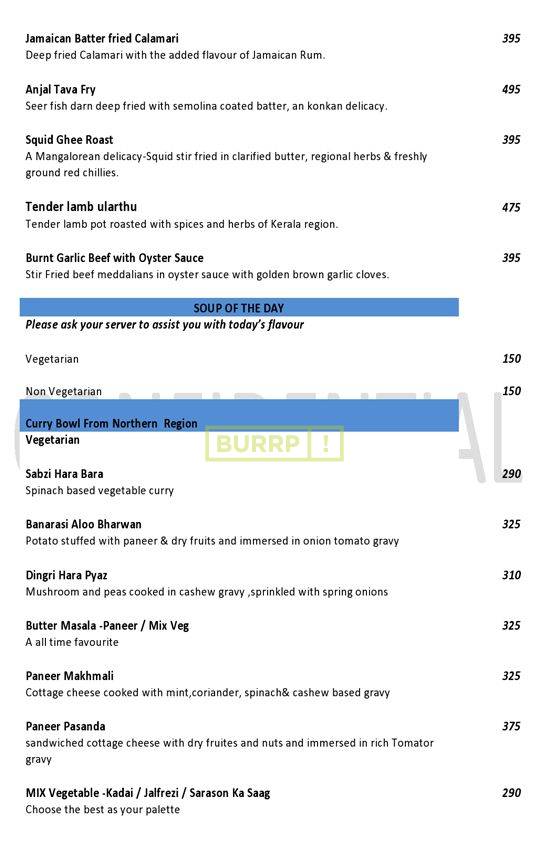 Jamaican Batter fried Calamari 395
Deep fried Calamari with the added flavour of Jamaican Rum.
Anjal Tava Fry 495
Seer fish darn deep fried with semolina coated batter, an konkan delicacy.
Squid Ghee Roast 395
A Mangalorean delicacy-Squid stir fried in clarified butter, regional herbs & freshly
ground red chillies.
Tender lamb ularthu 475
Tender lamb pot roasted with spices and herbs of Kerala region.
Burnt Garlic Beef with Oyster Sauce 395
Stir Fried beef meddalians in oyster sauce with golden brown garlic cloves.
SOUP OF THE DAY
Please ask your server to assist you with today's flavour
Vegetarian 150
Non Vegetarian 150
Curry Bowl From Northern Region
Vegetarian
BURRP !
Sabzi Hara Bara 290
Spinach based vegetable curry
Banarasi Aloo Bharwan 325
Potato stuffed with paneer & dry fruits and immersed in onion tomato gravy
Dingri Hara Pyaz 310
Mushroom and peas cooked in cashew gravy ,sprinkled with spring onions
Butter Masala -Paneer / Mix Veg 325
A all time favourite
Paneer Makhmali 325
Cottage cheese cooked with mint,coriander, spinach& cashew based gravy
Paneer Pasanda 375
sandwiched cottage cheese with dry fruites and nuts and immersed in rich Tomator
gravy
MIX Vegetable -Kadai / Jalfrezi / Sarason Ka Saag 290
Choose the best as your palette